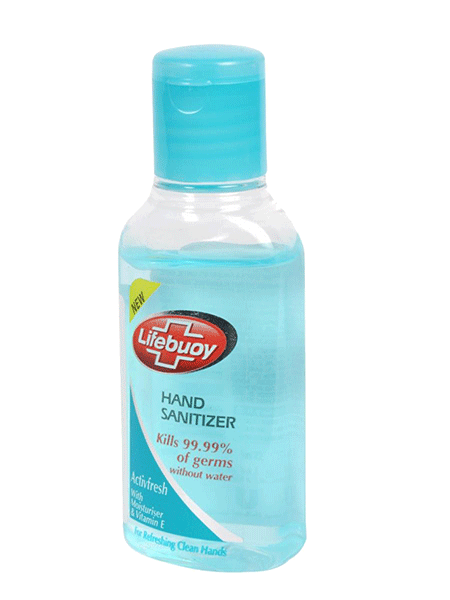 NEW
Lifebuoy
HAND
SANITIZER
Kills 99.99%
of germs
without water
Activfresh
With
Moisturiser
& Vitamin E
For Refreshing Clean Hands